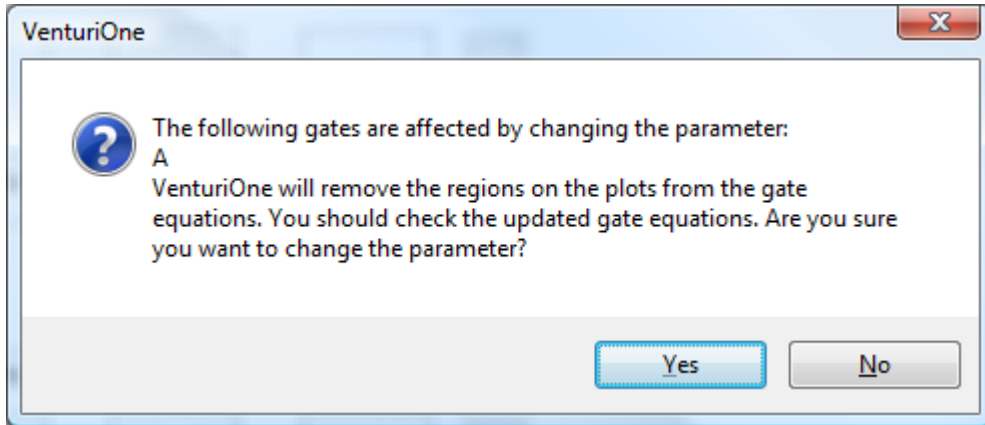 VenturiOne
The following gates are affected by changing the parameter:
A
VenturiOne will remove the regions on the plots from the gate
equations. You should check the updated gate equations. Are you sure
you want to change the parameter?
Yes
No